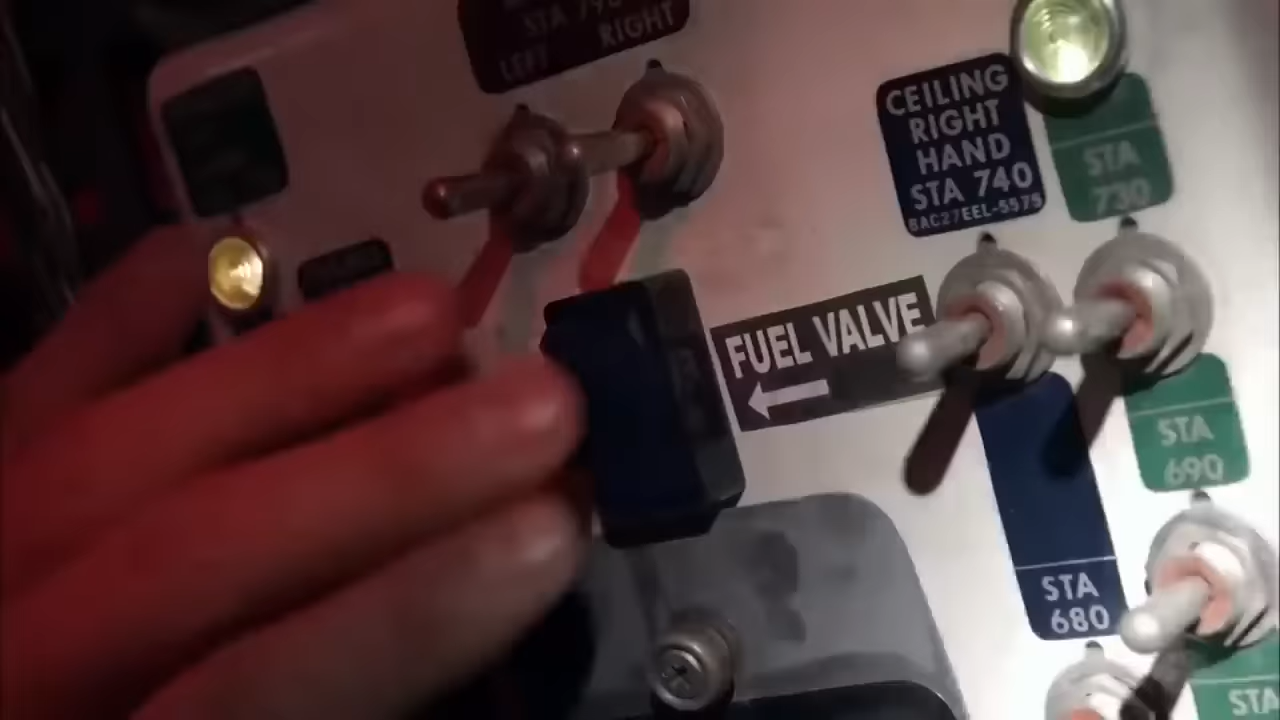 STA 79
LEFT RIGHT
CEILING
RIGHT
HAND
STA 740
BAC27EEL-5575
STA
730
FUEL VALVE
STA
690
STA
680
STA